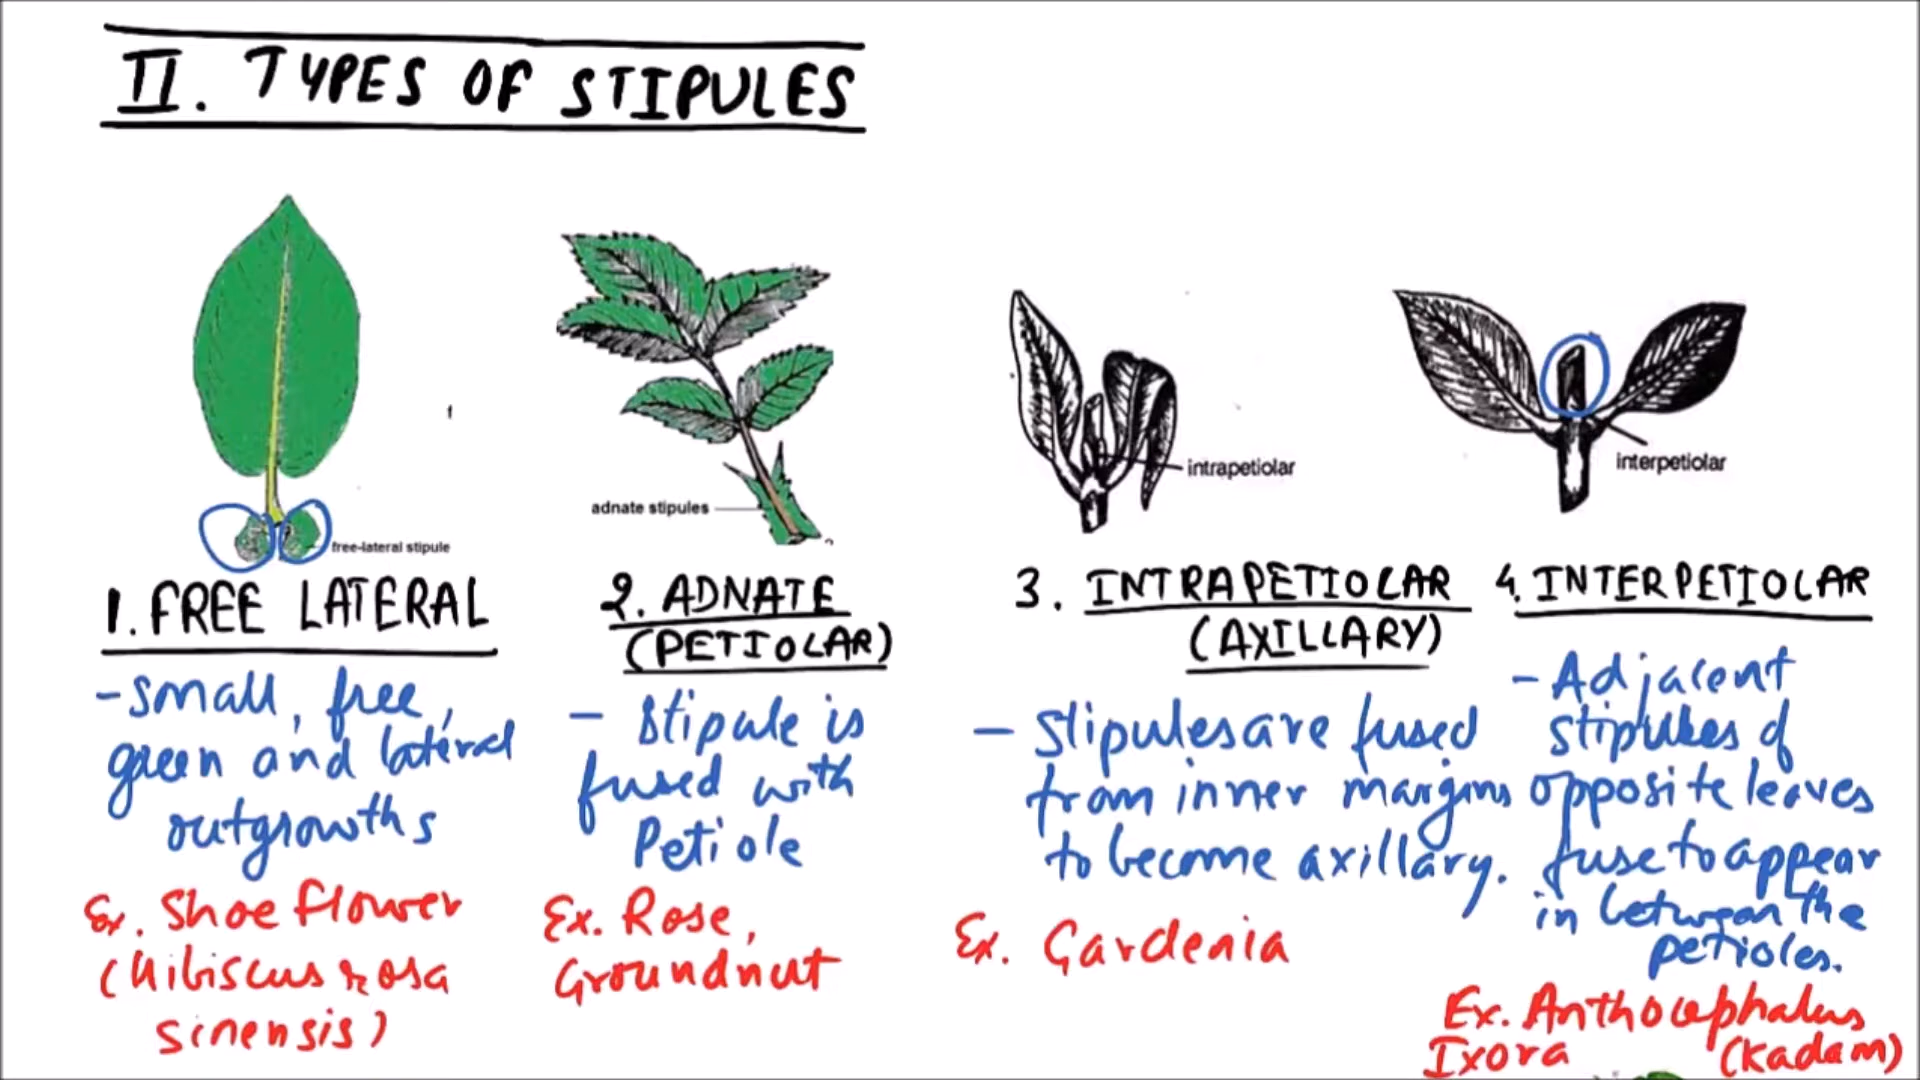 II. TYPES OF STIPULES
free-lateral stipule
1. FREE LATERAL
- Small, free,
green and lateral
outgrowths
Ex. Shoe flower
(Hibiscus rosa
sinensis)
adnate stipules
2. ADNATE
(PETIOLAR)
- Stipule is
fused with
Petiole
Ex. Rose,
Groundnut
intrapetiolar
3. INTRAPETIOLAR
(AXILLARY)
- Stipules are fused
from inner margins
to become axillary.
Ex. Gardenia
interpetiolar
4. INTERPETIOLAR
- Adjacent
stipules of
opposite leaves
fuse to appear
in between the
petioles.
Ex. Anthocephalus
Ixora (Kadam)